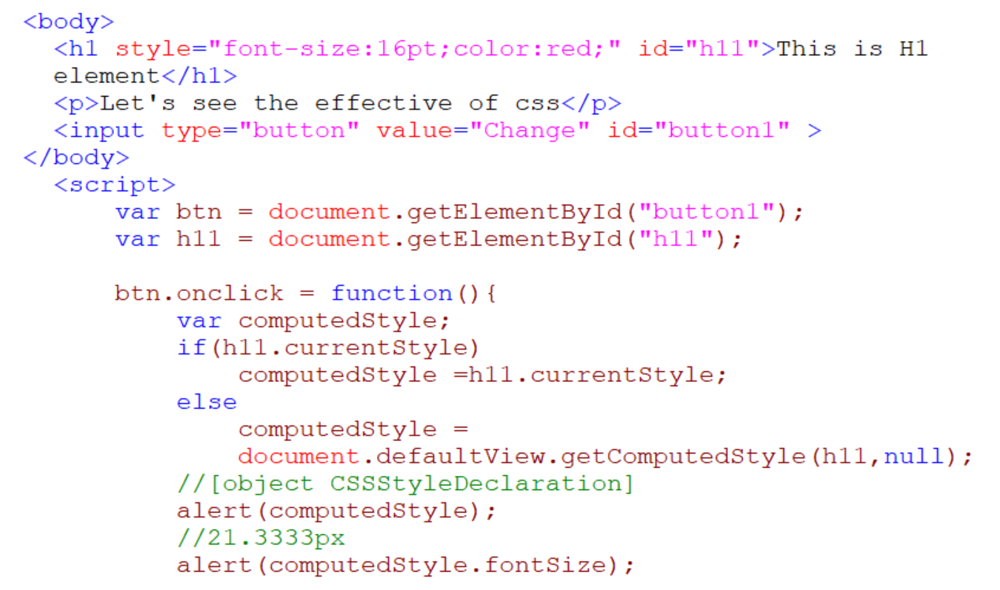 <body>
<h1 style="font-size:16pt;color:red;" id="h11">This is H1
element</h1>
<p>Let's see the effective of css</p>
<input type="button" value="Change" id="button1" >
</body>
<script>
var btn = document.getElementById("button1");
var h11 = document.getElementById("h11");
btn.onclick = function(){
var computedStyle;
if(h11.currentStyle)
computedStyle =h11.currentStyle;
else
computedStyle =
document.defaultView.getComputedStyle(h11,null);
//[object CSSStyleDeclaration]
alert(computedStyle);
//21.3333px
alert(computedStyle.fontSize);